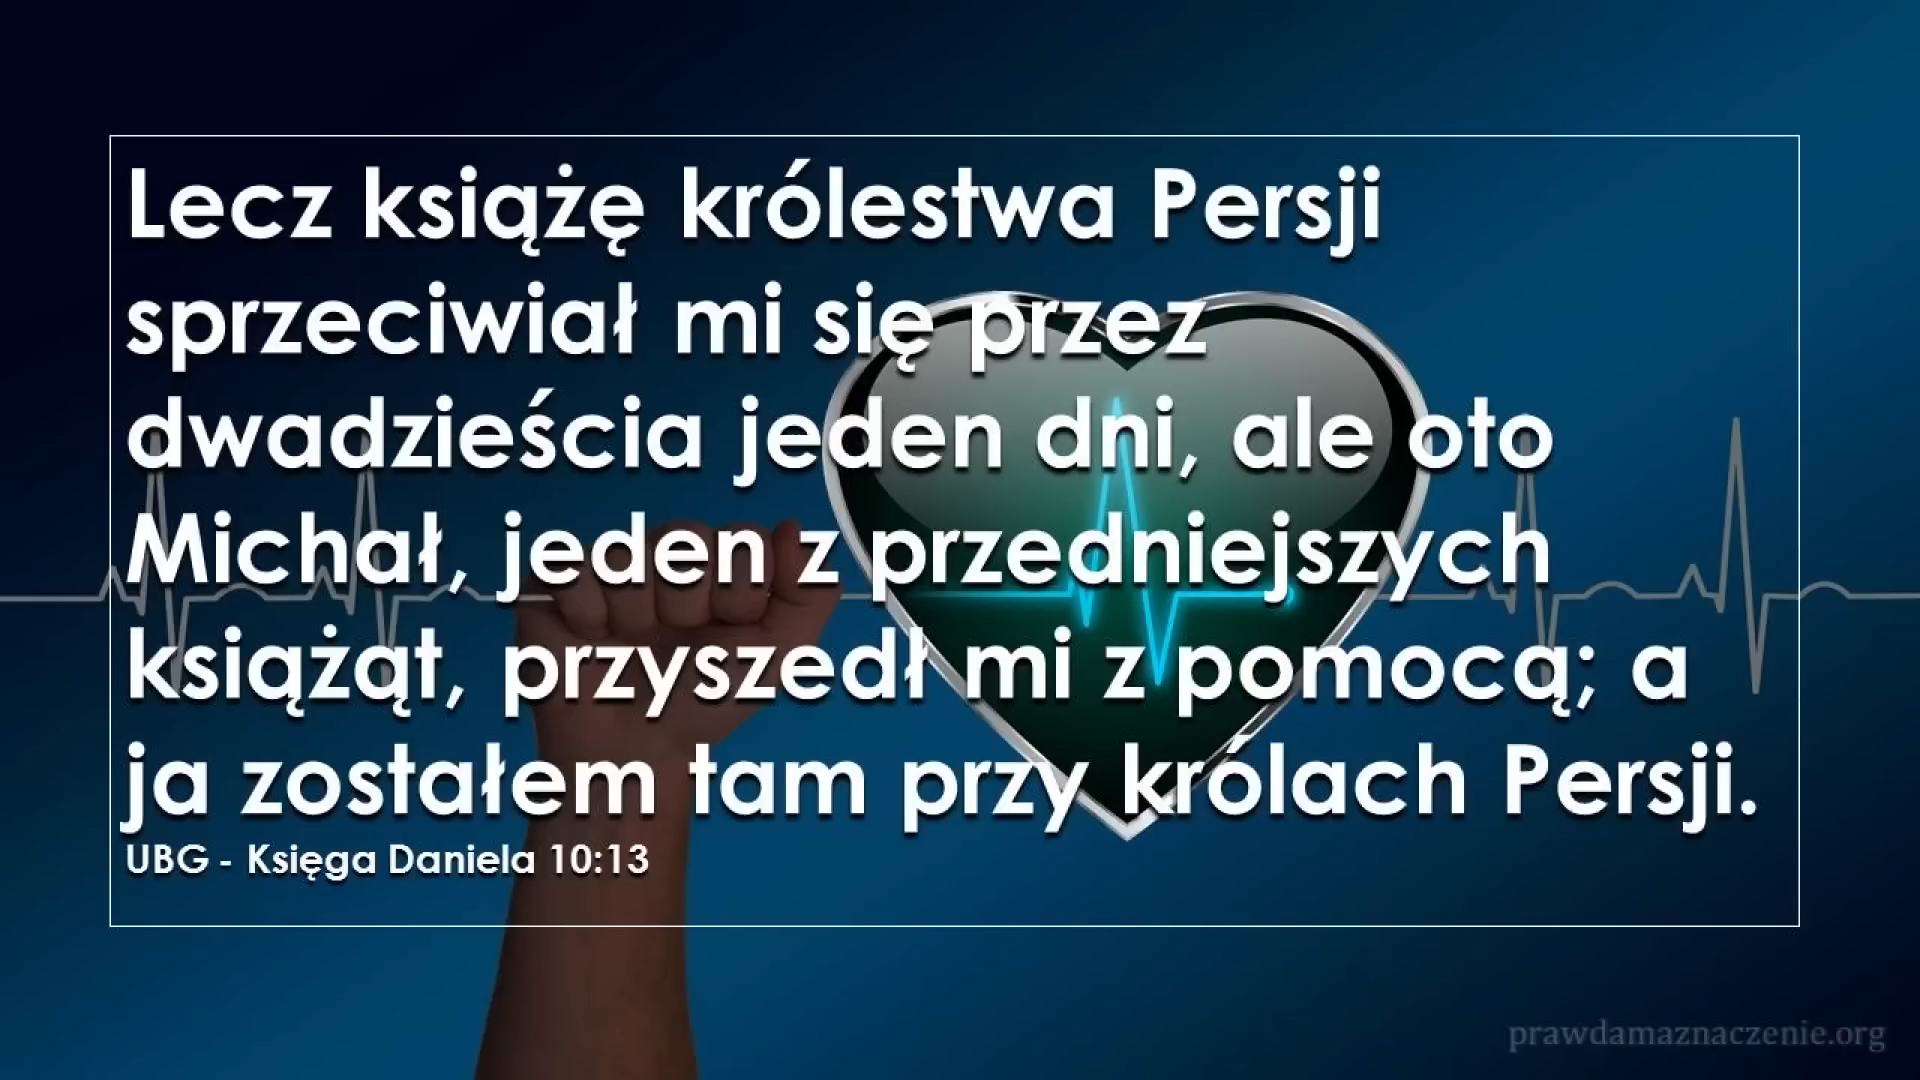 Lecz książę królestwa Persji
sprzeciwiał mi się przez
dwadzieścia jeden dni, ale oto
Michał, jeden z przedniejszych
książąt, przyszedł mi z pomocą; a
ja zostałem tam przy królach Persji.
UBG - Księga Daniela 10:13
prawdamaznaczenie.org